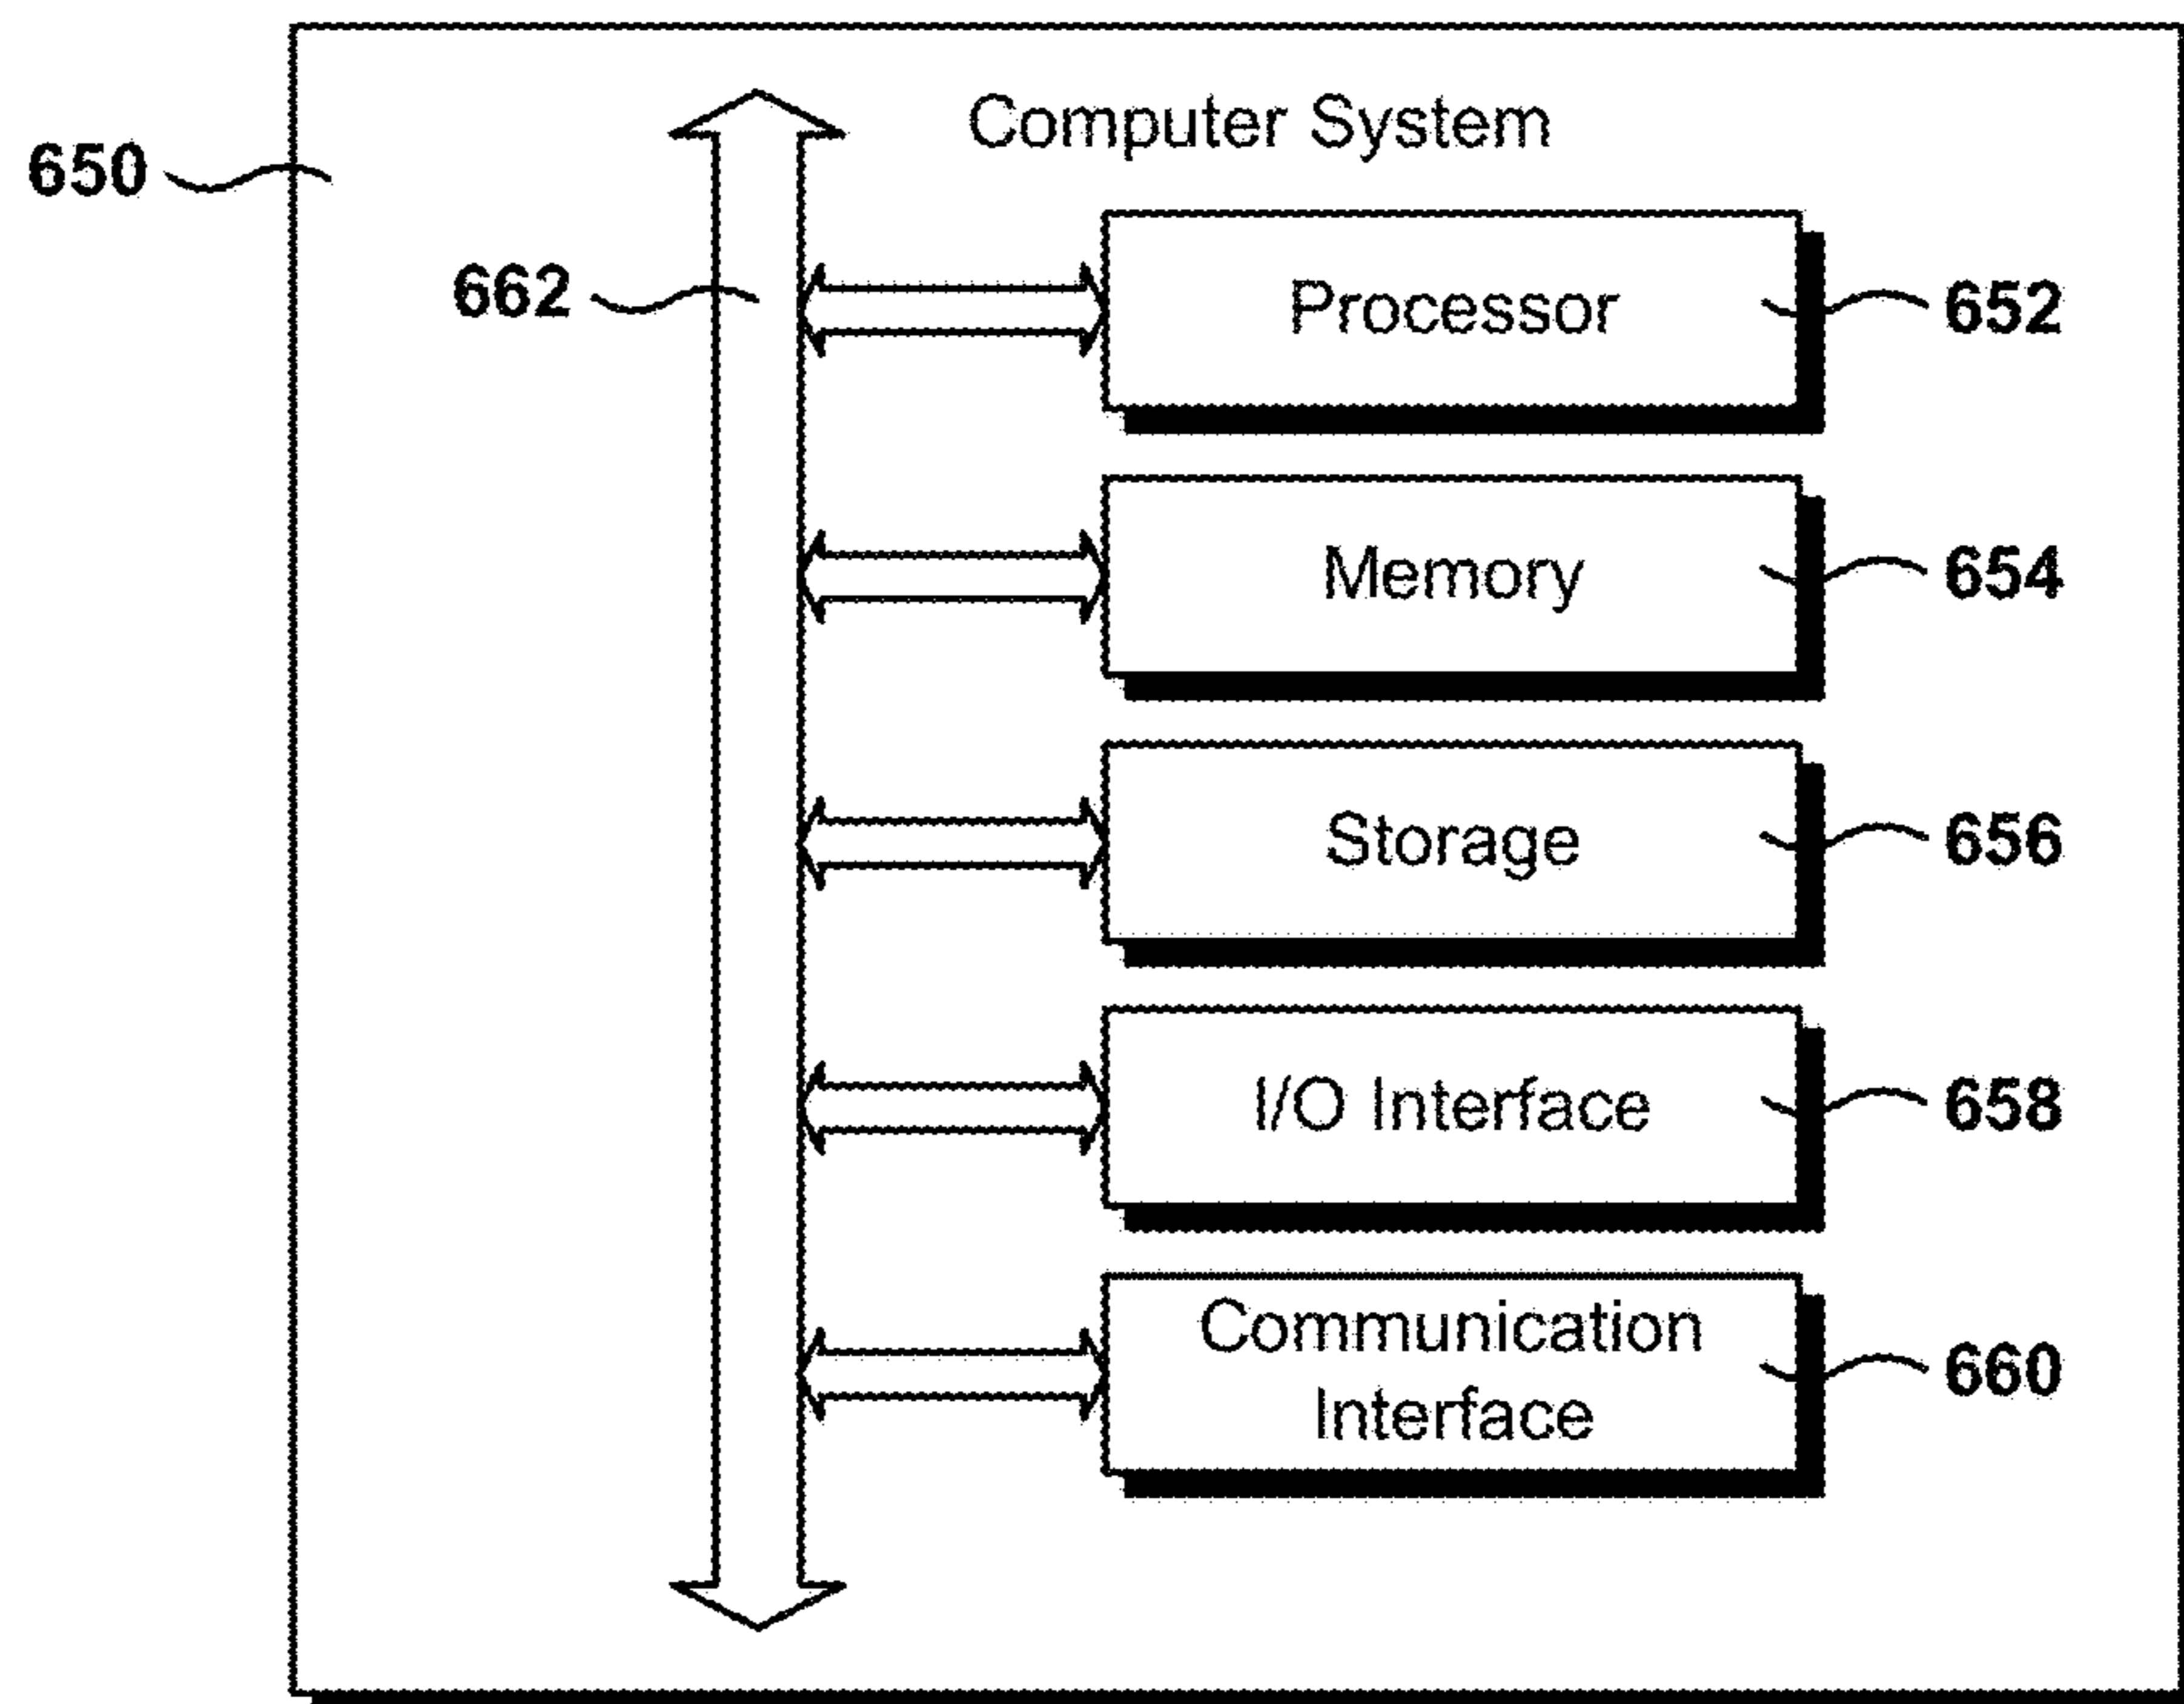 Computer System
650
662
Processor
652
Memory
654
Storage
656
I/O Interface
658
Communication
Interface
660